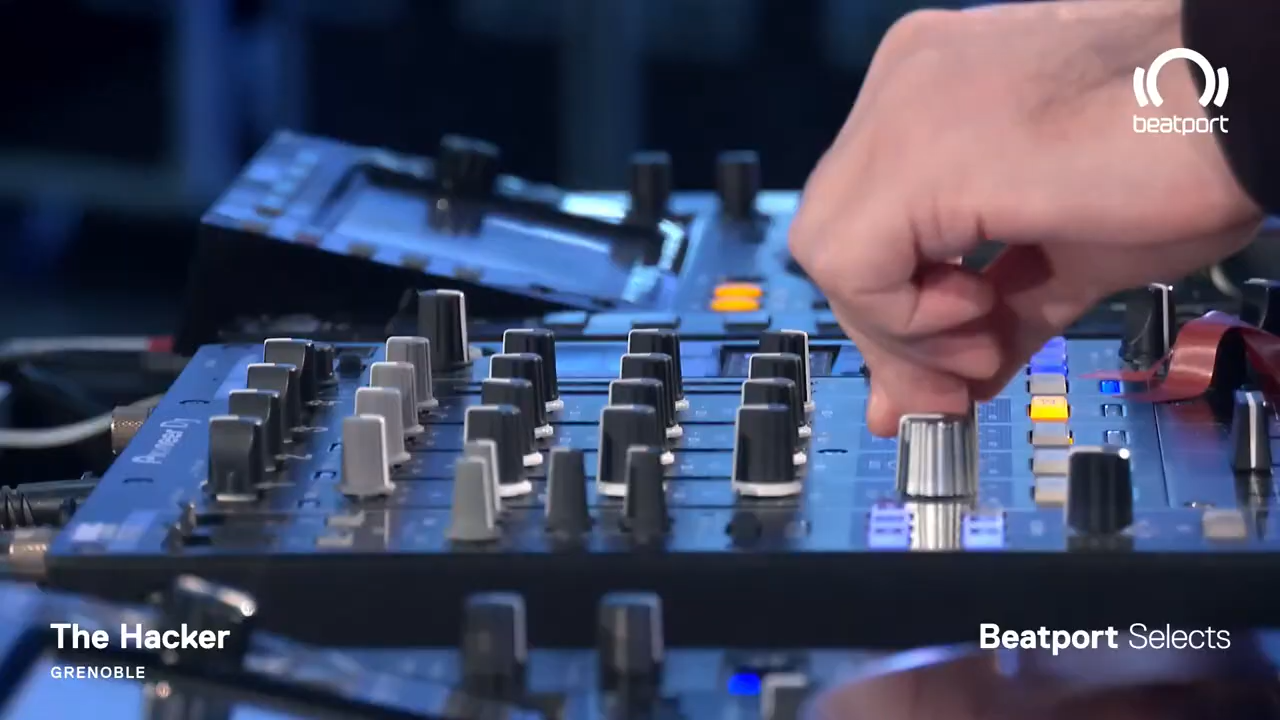 beatport
Pioneer Dj
The Hacker
GRENOBLE
Beatport Selects